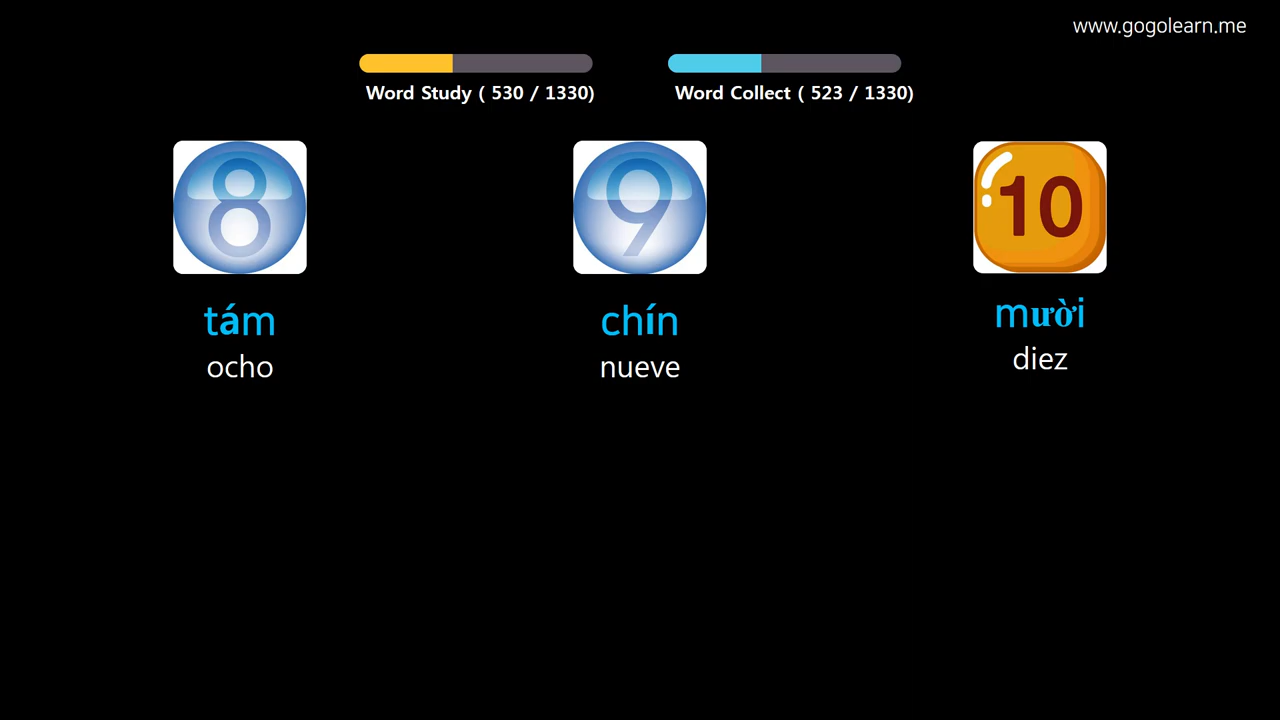 www.gogolearn.me
Word Study ( 530 / 1330)
Word Collect ( 523 / 1330)
8
9
10
tám
chín
mười
ocho
nueve
diez